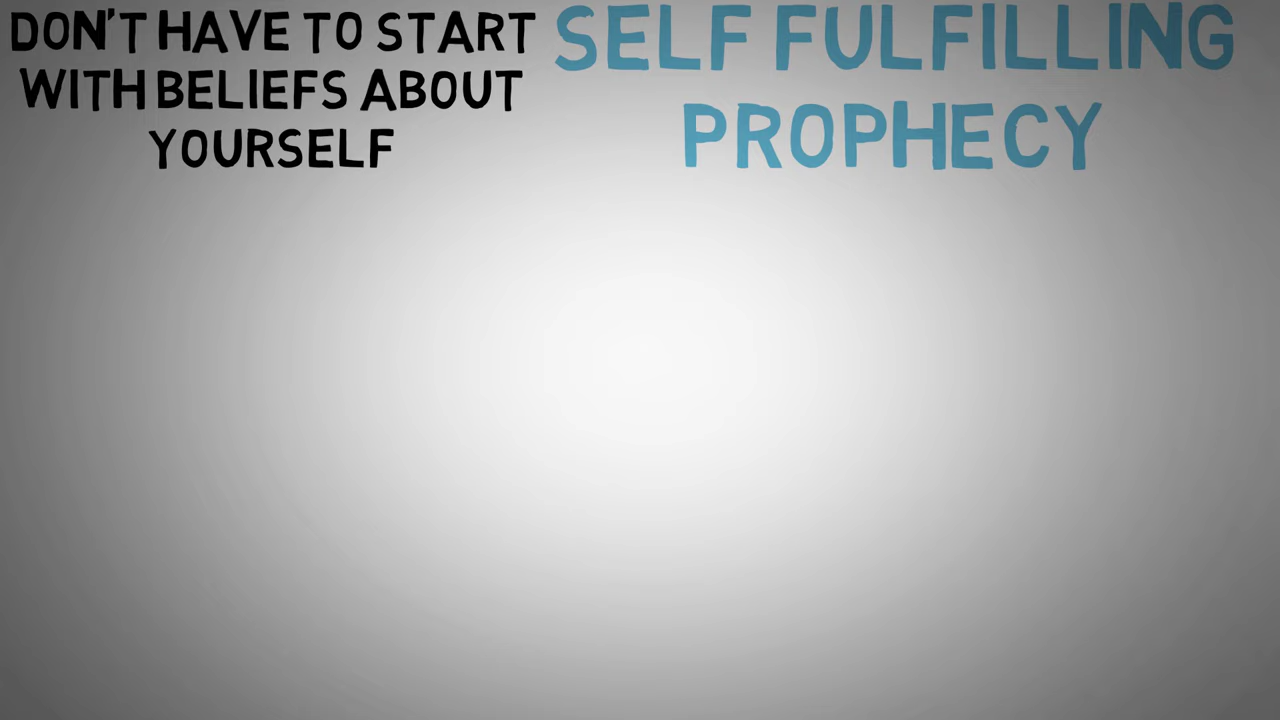 DON'T HAVE TO START
WITH BELIEFS ABOUT
YOURSELF
SELF FULFILLING
PROPHECY